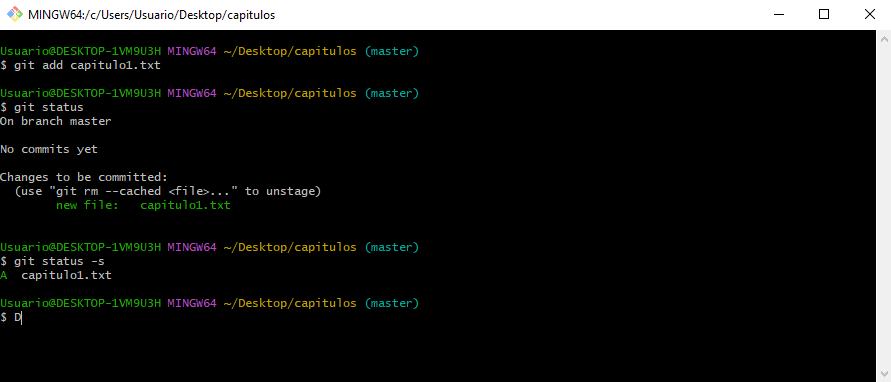 MINGW64:/c/Users/Usuario/Desktop/capitulos
Usuario@DESKTOP-1VM9U3H MINGW64 ~/Desktop/capitulos (master)
$ git add capitulo1.txt
Usuario@DESKTOP-1VM9U3H MINGW64 ~/Desktop/capitulos (master)
$ git status
On branch master
No commits yet
Changes to be committed:
  (use "git rm --cached <file>..." to unstage)
        new file:   capitulo1.txt
Usuario@DESKTOP-1VM9U3H MINGW64 ~/Desktop/capitulos (master)
$ git status -s
A  capitulo1.txt
Usuario@DESKTOP-1VM9U3H MINGW64 ~/Desktop/capitulos (master)
$ D